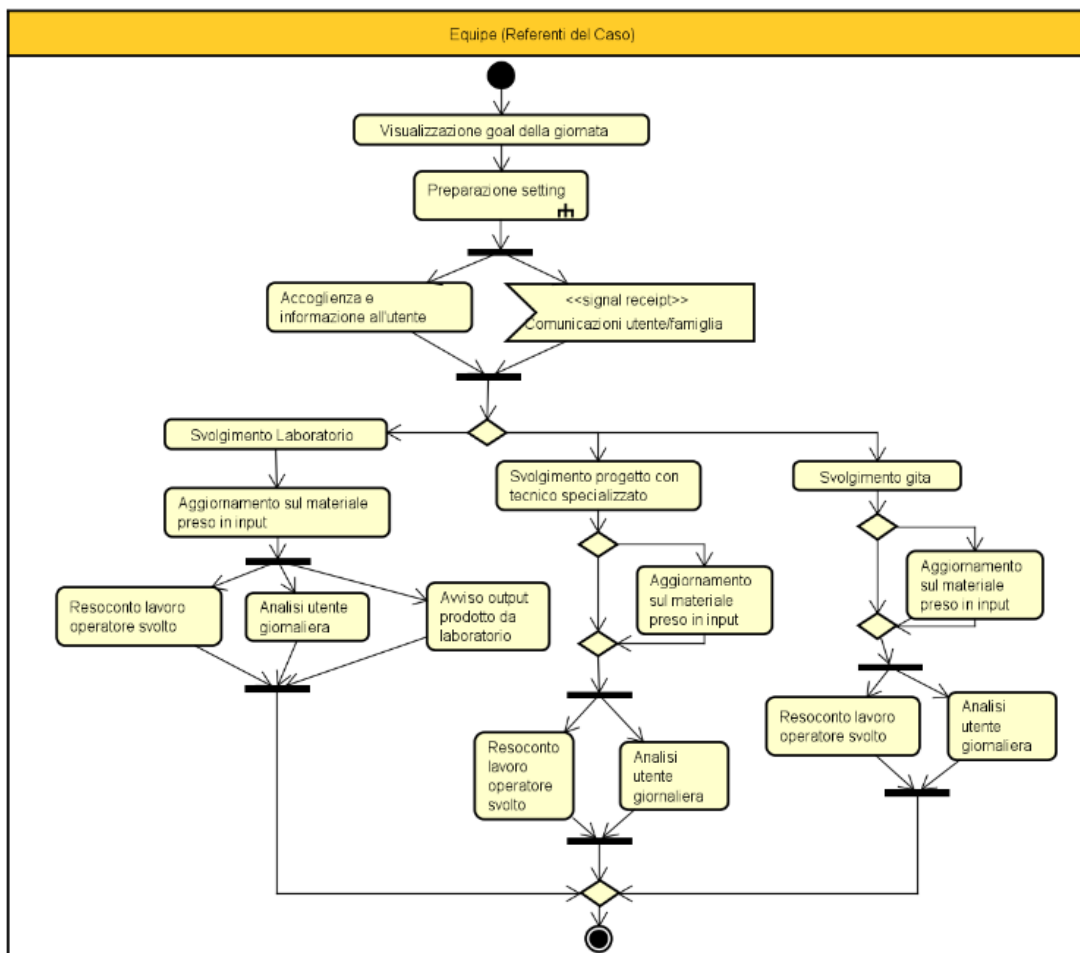 Equipe (Referenti del Caso)
Visualizzazione goal della giornata
Preparazione setting
Accoglienza e
informazione all'utente
<<signal receipt>>
Comunicazioni utente/famiglia
Svolgimento Laboratorio
Svolgimento progetto con
tecnico specializzato
Svolgimento gita
Aggiornamento sul materiale
preso in input
Aggiornamento
sul materiale
preso in input
Aggiornamento
sul materiale
preso in input
Resoconto lavoro
operatore svolto
Analisi utente
giornaliera
Avviso output
prodotto da
laboratorio
Resoconto
lavoro
operatore
svolto
Analisi
utente
giornaliera
Resoconto lavoro
operatore svolto
Analisi
utente
giornaliera